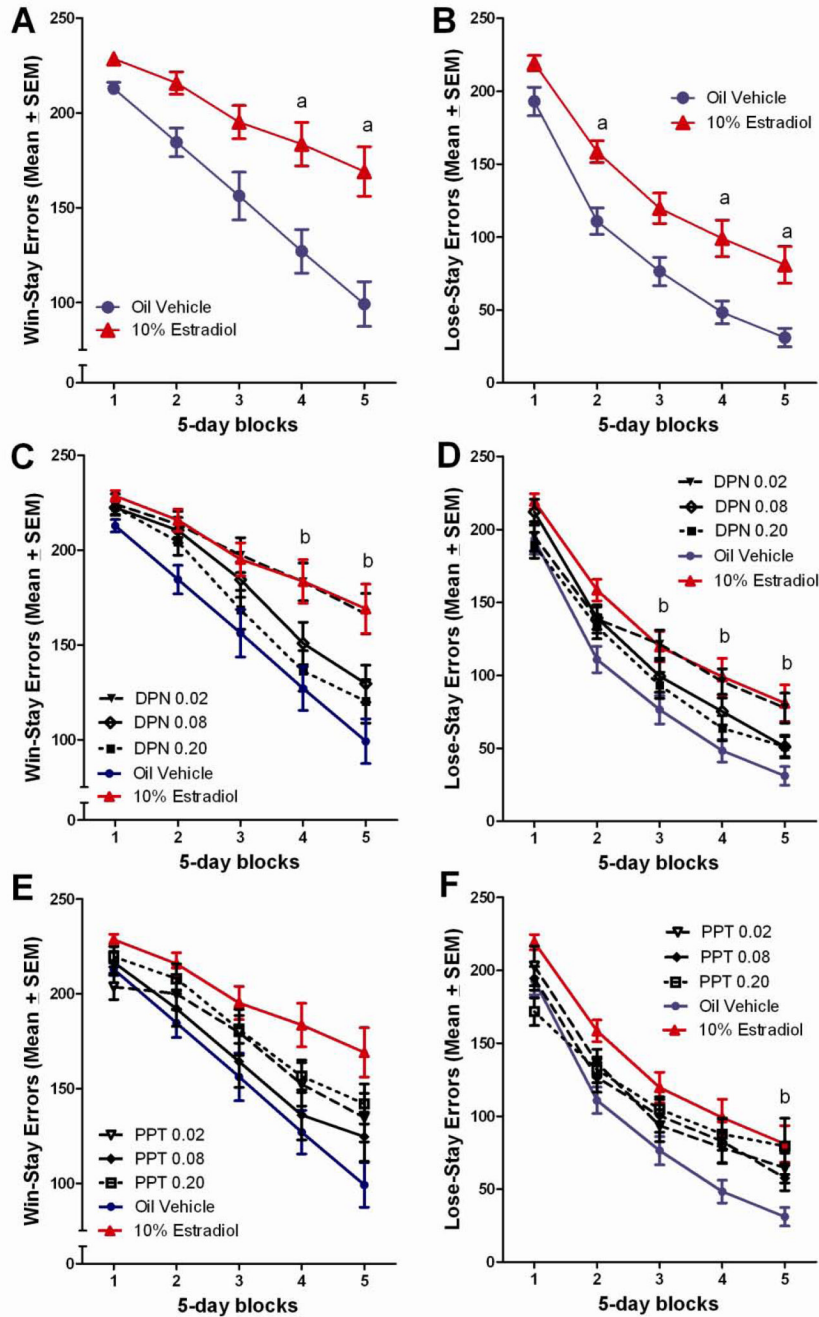 A
Win-Stay Errors (Mean ± SEM)
250
200
150
100
0
a
a
Oil Vehicle
10% Estradiol
1 2 3 4 5
5-day blocks
B
Lose-Stay Errors (Mean ± SEM)
250
200
150
100
50
0
a
a
a
Oil Vehicle
10% Estradiol
1 2 3 4 5
5-day blocks
C
Win-Stay Errors (Mean ± SEM)
250
200
150
100
0
b
b
DPN 0.02
DPN 0.08
DPN 0.20
Oil Vehicle
10% Estradiol
1 2 3 4 5
5-day blocks
D
Lose-Stay Errors (Mean ± SEM)
250
200
150
100
50
0
DPN 0.02
DPN 0.08
DPN 0.20
Oil Vehicle
10% Estradiol
b
b
b
1 2 3 4 5
5-day blocks
E
Win-Stay Errors (Mean ± SEM)
250
200
150
100
0
PPT 0.02
PPT 0.08
PPT 0.20
Oil Vehicle
10% Estradiol
1 2 3 4 5
5-day blocks
F
Lose-Stay Errors (Mean ± SEM)
250
200
150
100
50
0
PPT 0.02
PPT 0.08
PPT 0.20
Oil Vehicle
10% Estradiol
b
1 2 3 4 5
5-day blocks